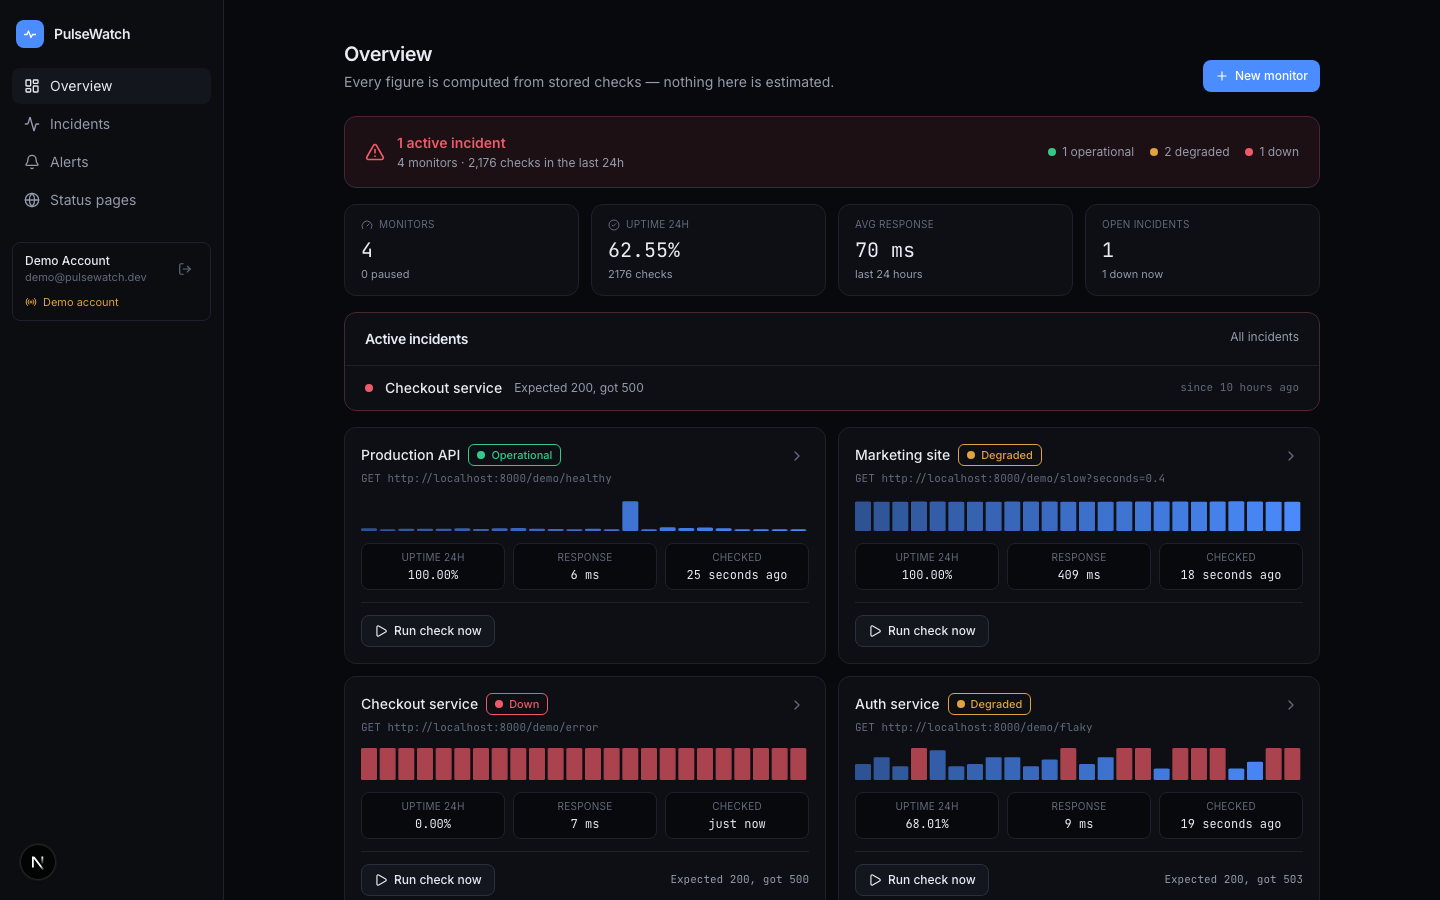 PulseWatch
Overview
Incidents
Alerts
Status pages
Demo Account
demo@pulsewatch.dev
Demo account
Overview
Every figure is computed from stored checks — nothing here is estimated.
New monitor
1 active incident
4 monitors · 2,176 checks in the last 24h
1 operational
2 degraded
1 down
MONITORS
4
0 paused
UPTIME 24H
62.55%
2176 checks
AVG RESPONSE
70 ms
last 24 hours
OPEN INCIDENTS
1
1 down now
Active incidents
All incidents
Checkout service Expected 200, got 500
since 10 hours ago
Production API Operational
GET http://localhost:8000/demo/healthy
UPTIME 24H
100.00%
RESPONSE
6 ms
CHECKED
25 seconds ago
Run check now
Marketing site Degraded
GET http://localhost:8000/demo/slow?seconds=0.4
UPTIME 24H
100.00%
RESPONSE
409 ms
CHECKED
18 seconds ago
Run check now
Checkout service Down
GET http://localhost:8000/demo/error
UPTIME 24H
0.00%
RESPONSE
7 ms
CHECKED
just now
Run check now
Expected 200, got 500
Auth service Degraded
GET http://localhost:8000/demo/flaky
UPTIME 24H
68.01%
RESPONSE
9 ms
CHECKED
19 seconds ago
Run check now
Expected 200, got 503
N